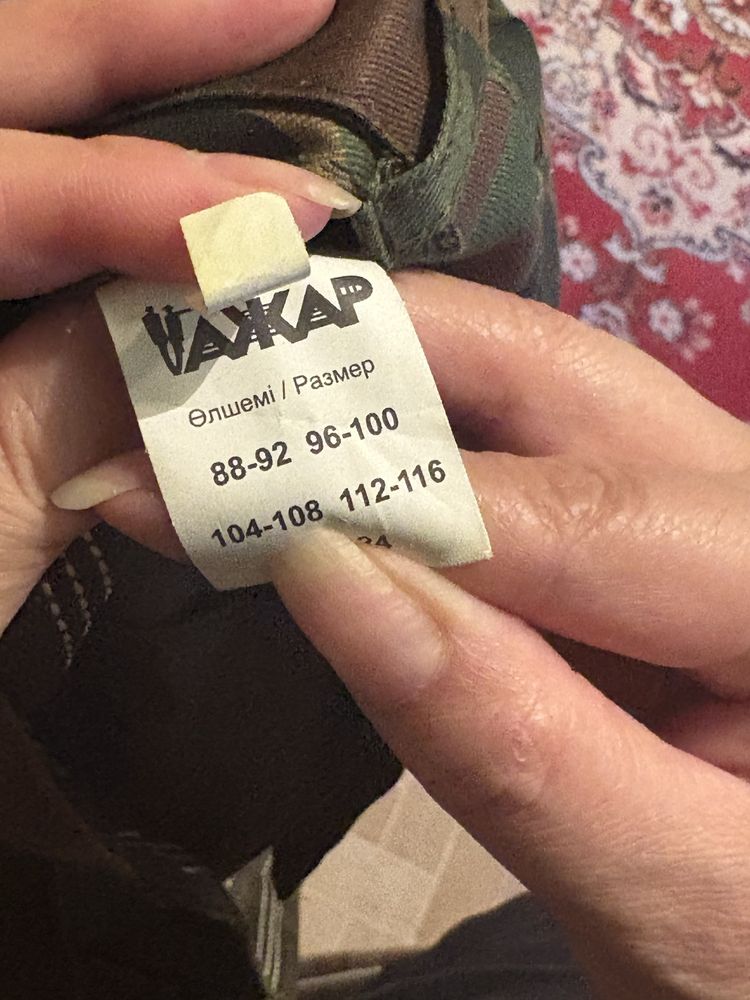 АЖАР
Өлшемі / Размер
88-92 96-100
104-108 112-116